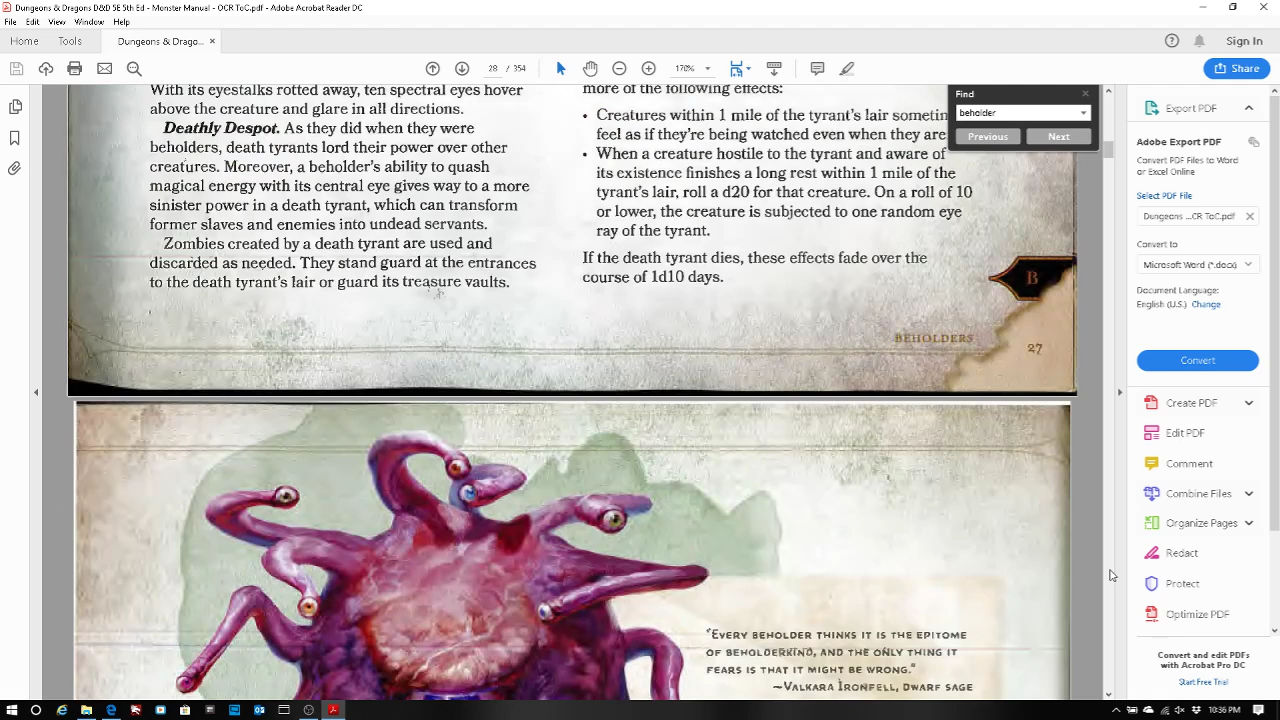 Dungeons & Dragons D&D 5E 5th Ed - Monster Manual - OCR ToC.pdf - Adobe Acrobat Reader DC
File Edit View Window Help
Home Tools Dungeons & Drago... × Sign In
28 / 354 170% Share
With its eyestalks rotted away, ten spectral eyes hover
above the creature and glare in all directions.
Deathly Despot. As they did when they were
beholders, death tyrants lord their power over other
creatures. Moreover, a beholder's ability to quash
magical energy with its central eye gives way to a more
sinister power in a death tyrant, which can transform
former slaves and enemies into undead servants.
Zombies created by a death tyrant are used and
discarded as needed. They stand guard at the entrances
to the death tyrant's lair or guard its treasure vaults.
more of the following effects:
• Creatures within 1 mile of the tyrant's lair sometin
feel as if they're being watched even when they are
• When a creature hostile to the tyrant and aware of
its existence finishes a long rest within 1 mile of the
tyrant's lair, roll a d20 for that creature. On a roll of 10
or lower, the creature is subjected to one random eye
ray of the tyrant.
If the death tyrant dies, these effects fade over the
course of 1d10 days.
B
BEHOLDERS
27
"EVERY BEHOLDER THINKS IT IS THE EPITOME
OF BEHOLDERKIND, AND THE ONLY THING IT
FEARS IS THAT IT MIGHT BE WRONG."
—VALKARA IRONFELL, DWARF SAGE
Find
beholder
Previous Next
Export PDF
Adobe Export PDF
Convert PDF Files to Word
or Excel Online
Select PDF File
Dungeons ...CR ToC.pdf ×
Convert to
Microsoft Word (*.docx)
Document Language:
English (U.S.) Change
Convert
Create PDF
Edit PDF
Comment
Combine Files
Organize Pages
Redact
Protect
Optimize PDF
Convert and edit PDFs
with Acrobat Pro DC
Start Free Trial
10:36 PM